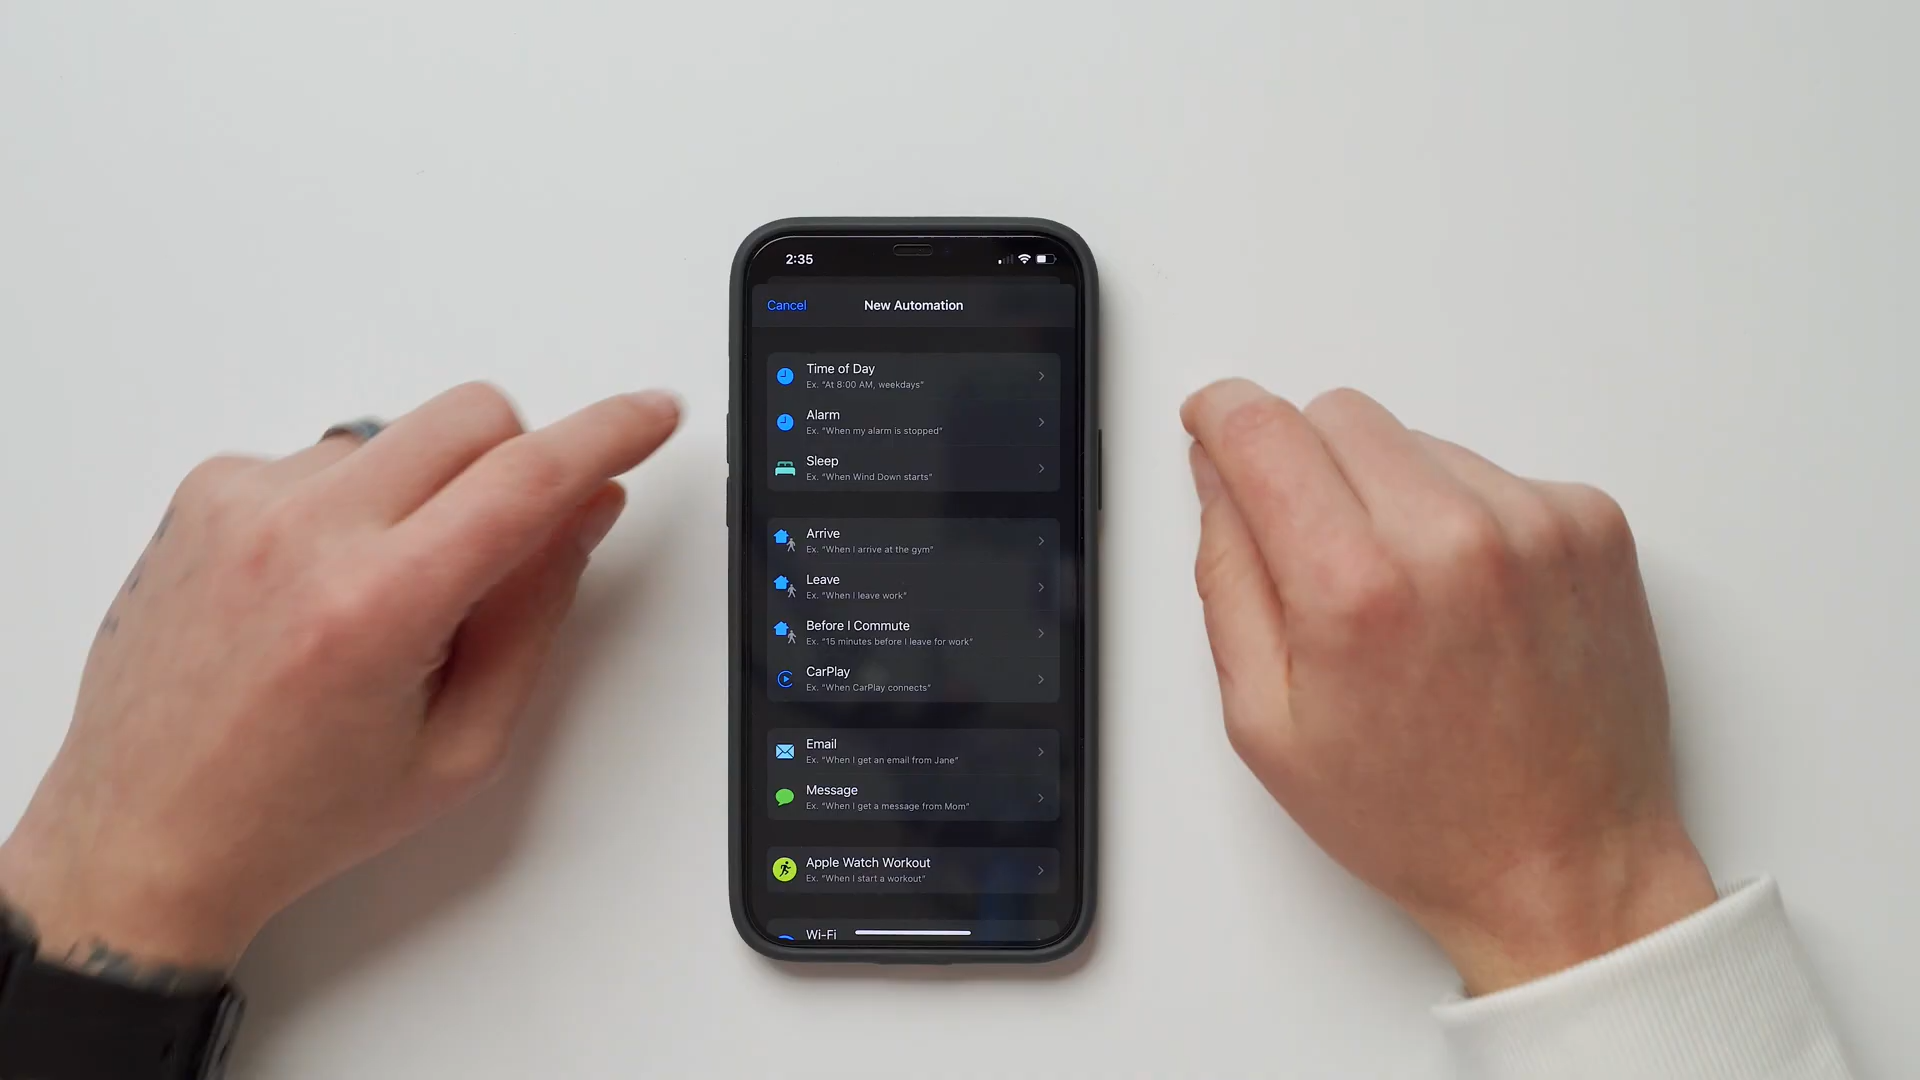 2:35
Cancel
New Automation
Time of Day
Ex. "At 8:00 AM, weekdays"
Alarm
Ex. "When my alarm is stopped"
Sleep
Ex. "When Wind Down starts"
Arrive
Ex. "When I arrive at the gym"
Leave
Ex. "When I leave work"
Before I Commute
Ex. "15 minutes before I leave for work"
CarPlay
Ex. "When CarPlay connects"
Email
Ex. "When I get an email from Jane"
Message
Ex. "When I get a message from Mom"
Apple Watch Workout
Ex. "When I start a workout"
Wi-Fi